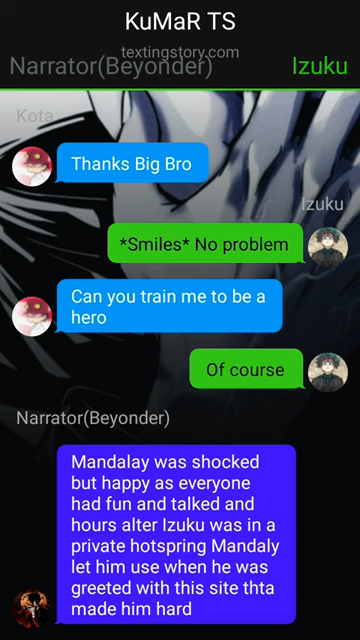 KuMaR TS
textingstory.com
Narrator(Beyonder)
Izuku
Kota
Thanks Big Bro
Izuku
*Smiles* No problem
Can you train me to be a
hero
Of course
Narrator(Beyonder)
Mandalay was shocked
but happy as everyone
had fun and talked and
hours alter Izuku was in a
private hotspring Mandaly
let him use when he was
greeted with this site thta
made him hard